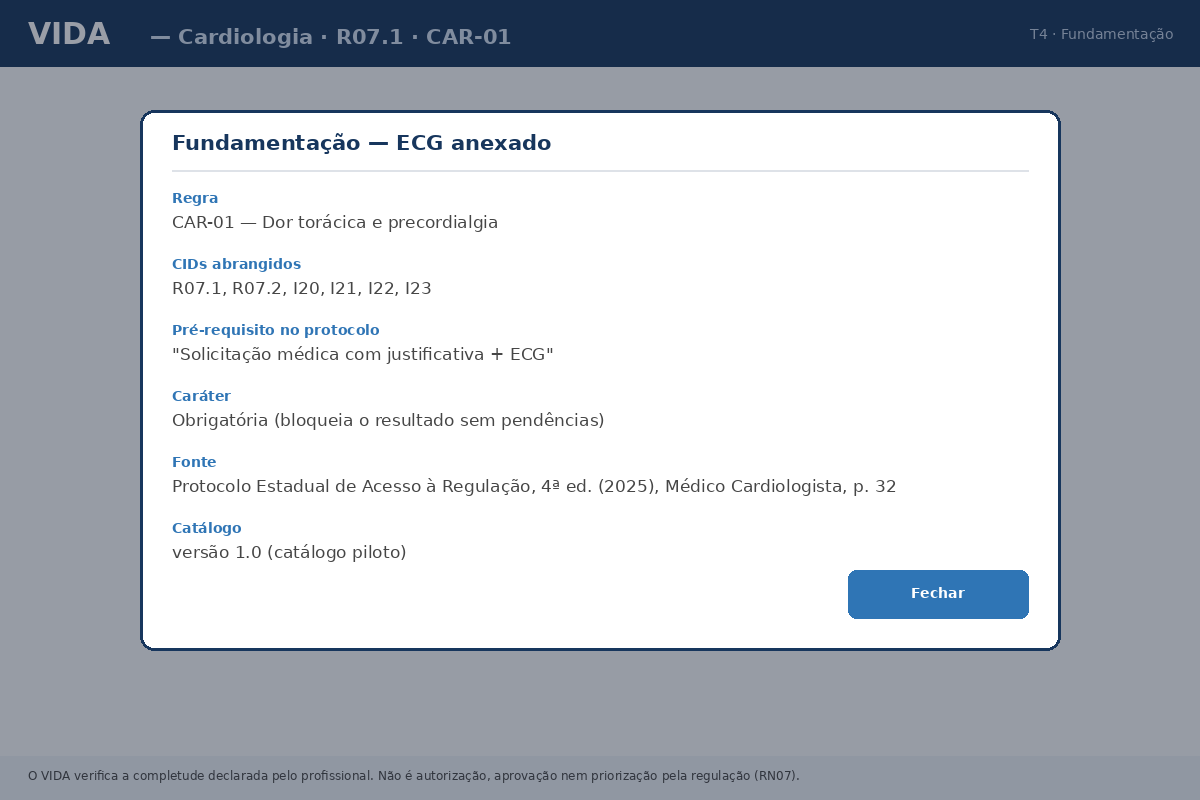 VIDA — Cardiologia · R07.1 · CAR-01
T4 · Fundamentação
Fundamentação — ECG anexado
Regra
CAR-01 — Dor torácica e precordialgia
CIDs abrangidos
R07.1, R07.2, I20, I21, I22, I23
Pré-requisito no protocolo
"Solicitação médica com justificativa + ECG"
Caráter
Obrigatória (bloqueia o resultado sem pendências)
Fonte
Protocolo Estadual de Acesso à Regulação, 4ª ed. (2025), Médico Cardiologista, p. 32
Catálogo
versão 1.0 (catálogo piloto)
Fechar
O VIDA verifica a completude declarada pelo profissional. Não é autorização, aprovação nem priorização pela regulação (RN07).